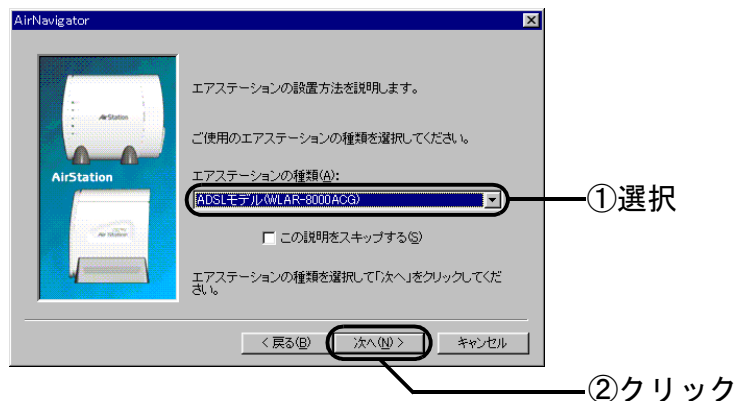 AirNavigator
AirStation
エアステーションの設置方法を説明します。
ご使用のエアステーションの種類を選択してください。
AirStation
エアステーションの種類(A):
ADSLモデル(WLAR-8000ACG)
①選択
この説明をスキップする(S)
エアステーションの種類を選択して「次へ」をクリックしてくだ
さい。
< 戻る(B)
次へ(N) >
キャンセル
②クリック